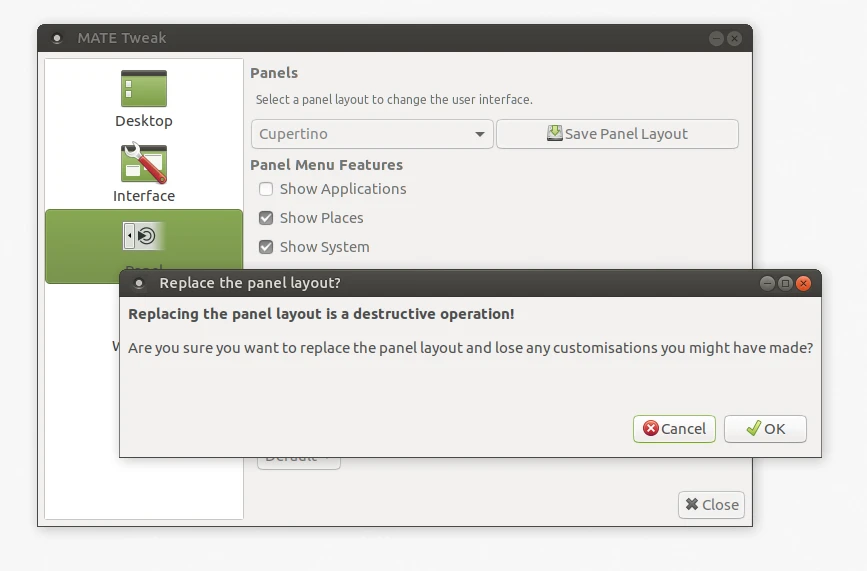 MATE Tweak
Desktop
Interface
Panels
Select a panel layout to change the user interface.
Cupertino
Save Panel Layout
Panel Menu Features
Show Applications
Show Places
Show System
Replace the panel layout?
Replacing the panel layout is a destructive operation!
Are you sure you want to replace the panel layout and lose any customisations you might have made?
Cancel
OK
Default
Close